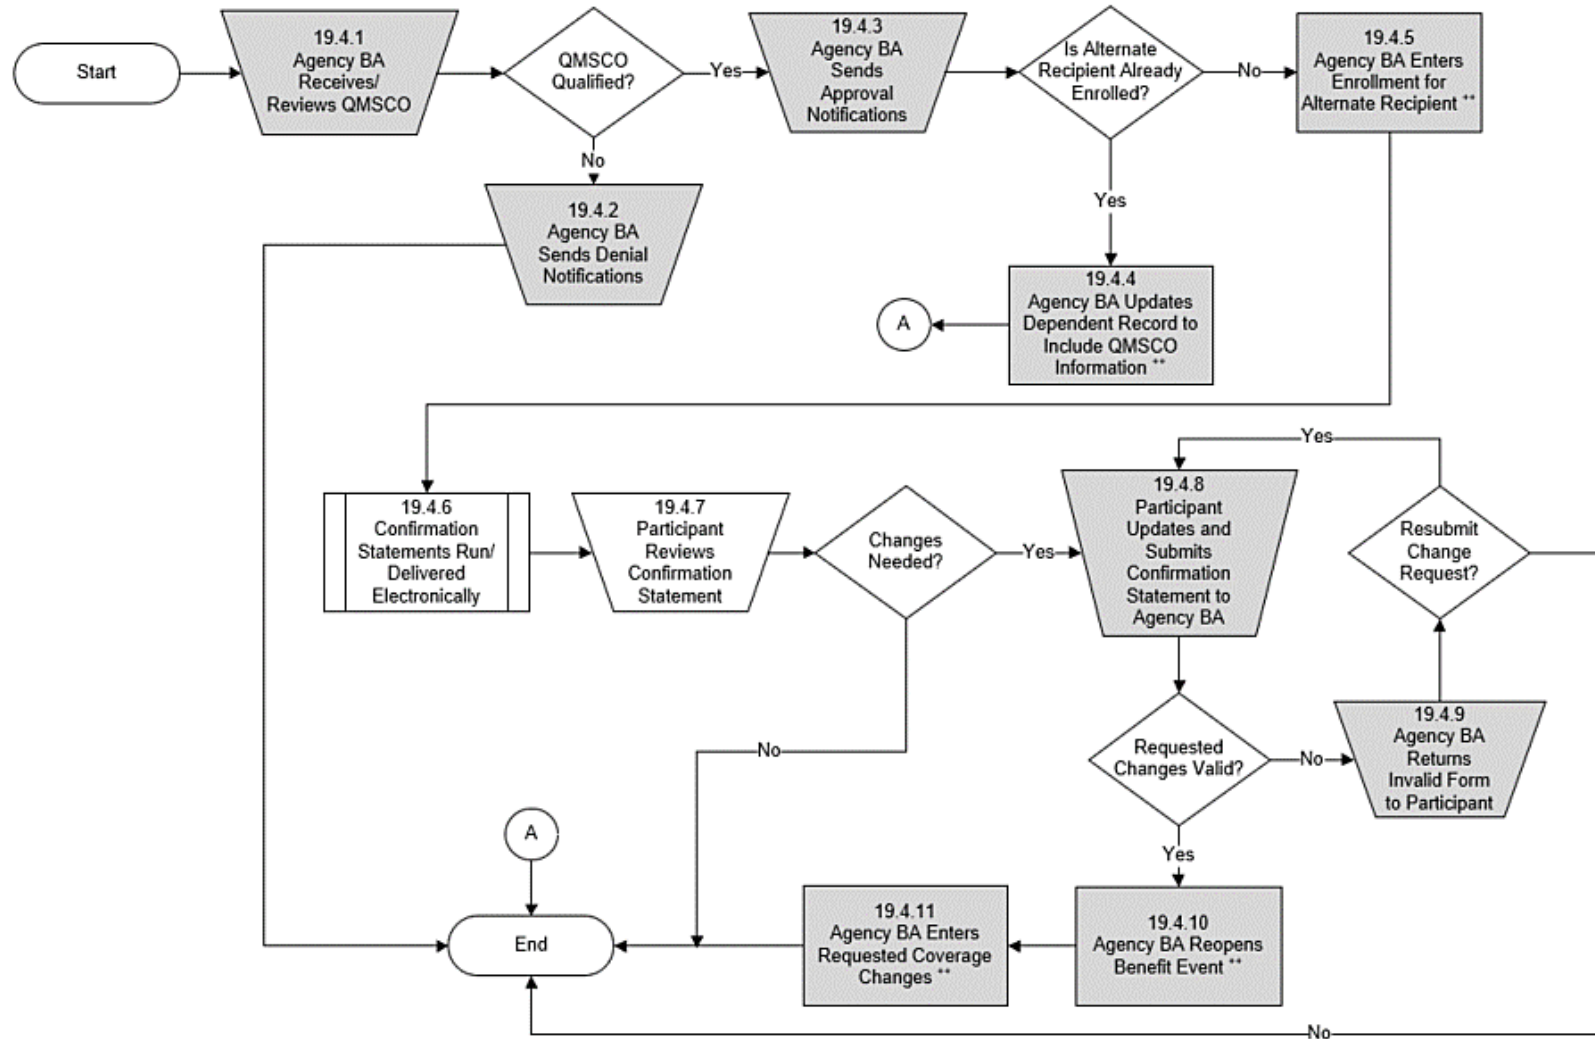 Start
19.4.1
Agency BA
Receives/
Reviews QMSCO
QMSCO
Qualified?
Yes
19.4.3
Agency BA
Sends
Approval
Notifications
Is Alternate
Recipient Already
Enrolled?
No
19.4.5
Agency BA Enters
Enrollment for
Alternate Recipient ++
No
19.4.2
Agency BA
Sends Denial
Notifications
Yes
19.4.4
Agency BA Updates
Dependent Record to
Include QMSCO
Information ++
A
19.4.6
Confirmation
Statements Run/
Delivered
Electronically
19.4.7
Participant
Reviews
Confirmation
Statement
Changes
Needed?
Yes
19.4.8
Participant
Updates and
Submits
Confirmation
Statement to
Agency BA
Yes
Resubmit
Change
Request?
No
Requested
Changes Valid?
No
19.4.9
Agency BA
Returns
Invalid Form
to Participant
Yes
A
End
19.4.11
Agency BA Enters
Requested Coverage
Changes ++
19.4.10
Agency BA Reopens
Benefit Event ++
No